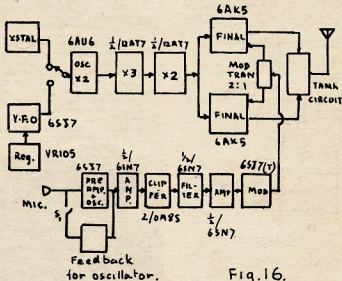 6AK5
XSTAL
6AU6
OSC
X2
½/12AT7
X3
½/12AT7
X2
FINAL
MOD
TRAN
2:1
TANK
CIRCUIT
FINAL
6AK5
V.F.O
6SJ7
Reg.
VR105
MIC.
S,
6SJ7
PRE
AMP.
+
OSC.
½/
6SN7
AMP.
CLIP
PER
2/0A85
FIL-
TER
½/
6SN7
AMP
½/
6SN7
MOD
6SJ7(T)
Feedback
for oscillator.
Fig.16.